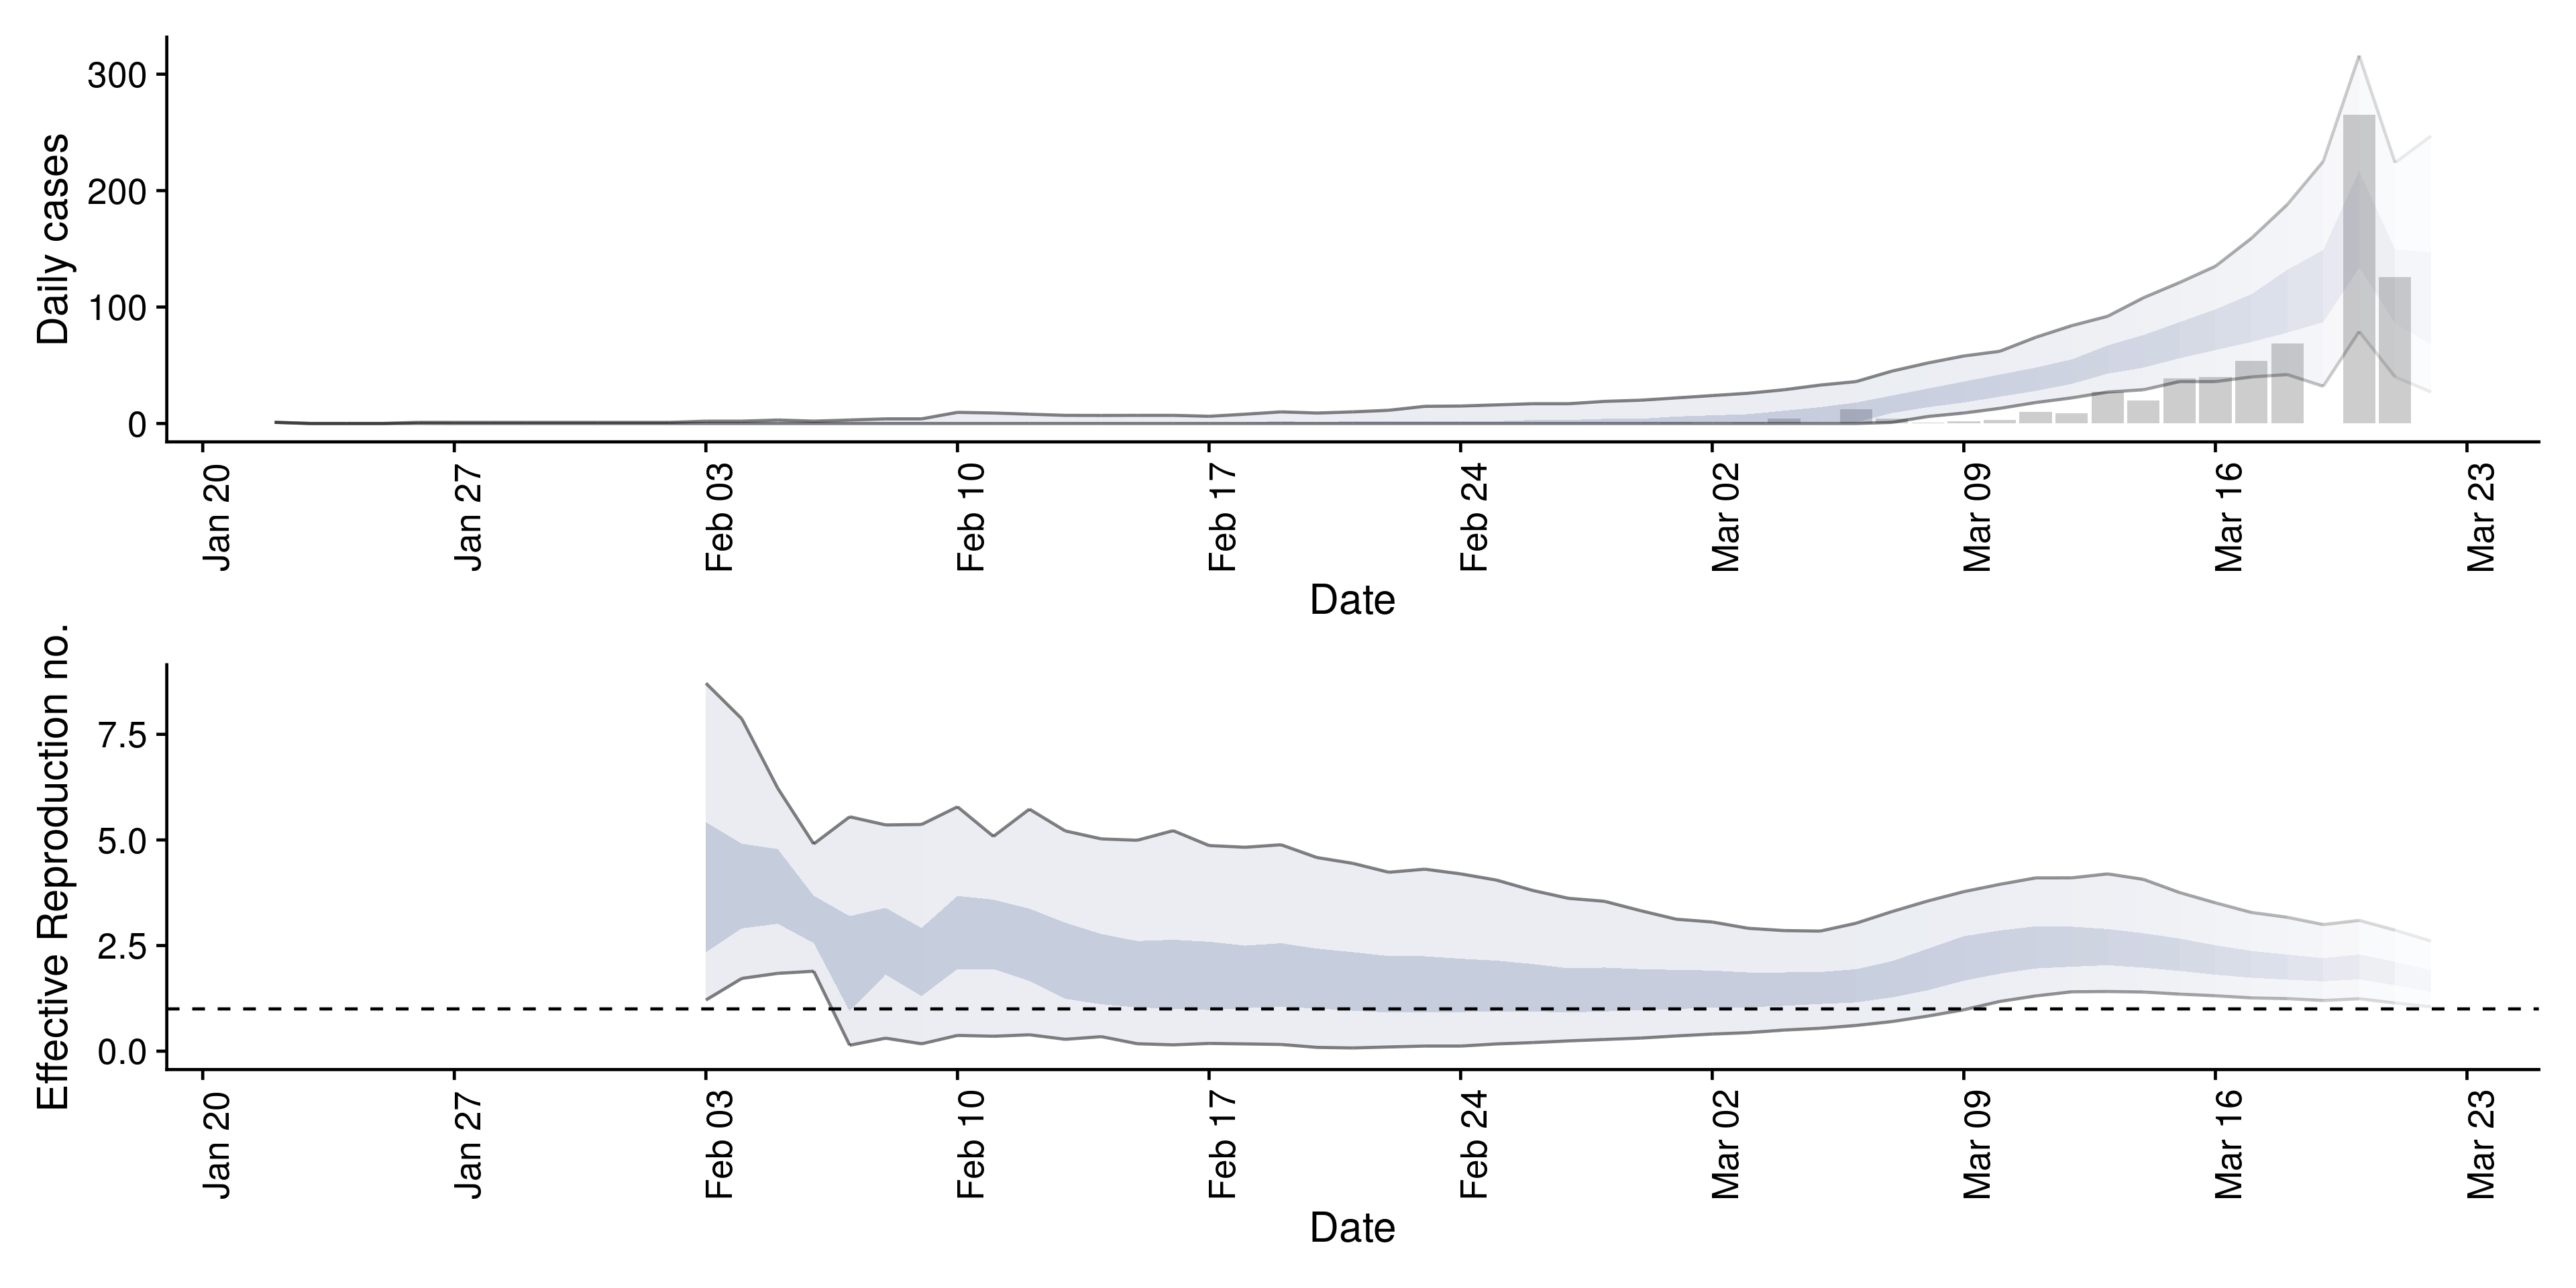 Daily cases
300
200
100
0
Jan 20
Jan 27
Feb 03
Feb 10
Feb 17
Feb 24
Mar 02
Mar 09
Mar 16
Mar 23
Date
Effective Reproduction no.
7.5
5.0
2.5
0.0
Jan 20
Jan 27
Feb 03
Feb 10
Feb 17
Feb 24
Mar 02
Mar 09
Mar 16
Mar 23
Date